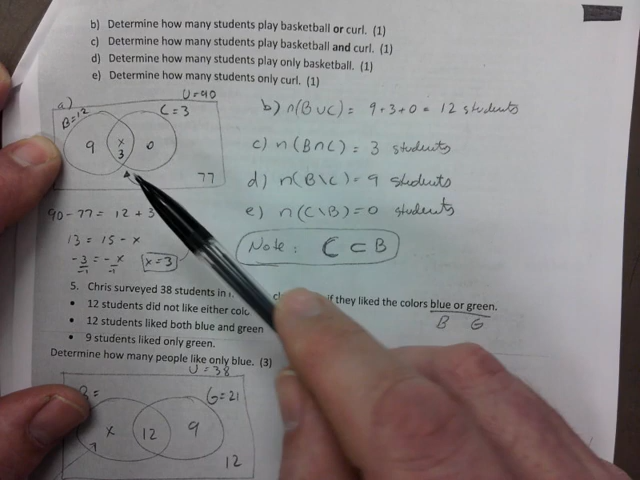 b) Determine how many students play basketball or curl. (1)
c) Determine how many students play basketball and curl. (1)
d) Determine how many students play only basketball. (1)
e) Determine how many students only curl. (1)
a)
U=90
B=12
C=3
9
x
3
0
77
90-77 = 12+3
13 = 15 - x
-3 = -x
-1 -1
x=3
b) n(B∪C) = 9+3+0 = 12 students
c) n(B∩C) = 3 students
d) n(B\C) = 9 students
e) n(C\B) = 0 students
Note: C ⊂ B
5. Chris surveyed 38 students in if they liked the colors blue or green.
B G
• 12 students did not like either
• 12 students liked both blue and green
• 9 students liked only green.
Determine how many people like only blue. (3)
U=38
B=
G=21
x
12
9
12